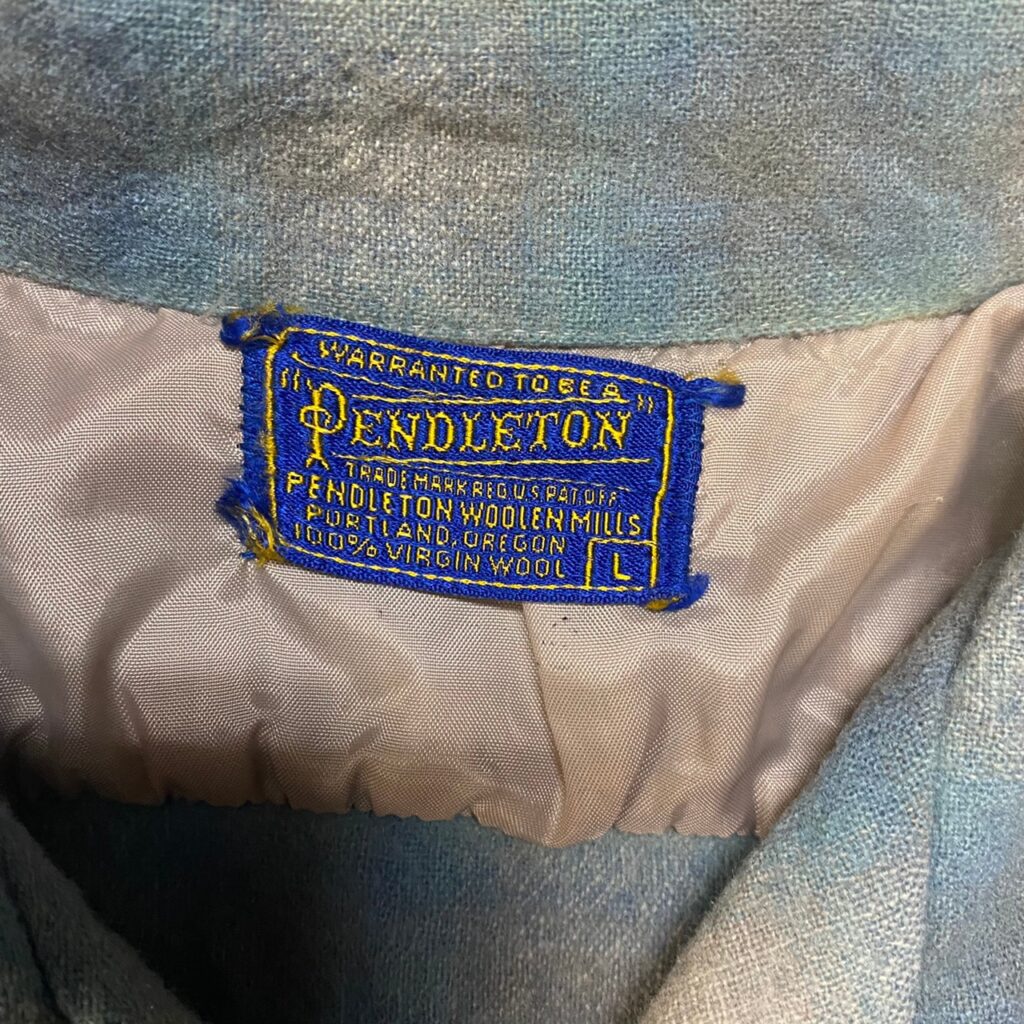 WARRANTED TO BE A
"PENDLETON"
TRADE MARK REG U.S PAT. OFF
PENDLETON WOOLEN MILLS
PORTLAND, OREGON
100% VIRGIN WOOL
L